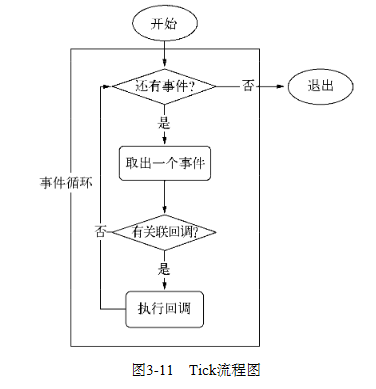 开始
还有事件?
否
退出
是
取出一个事件
事件循环
有关联回调?
否
是
执行回调
图3-11 Tick流程图